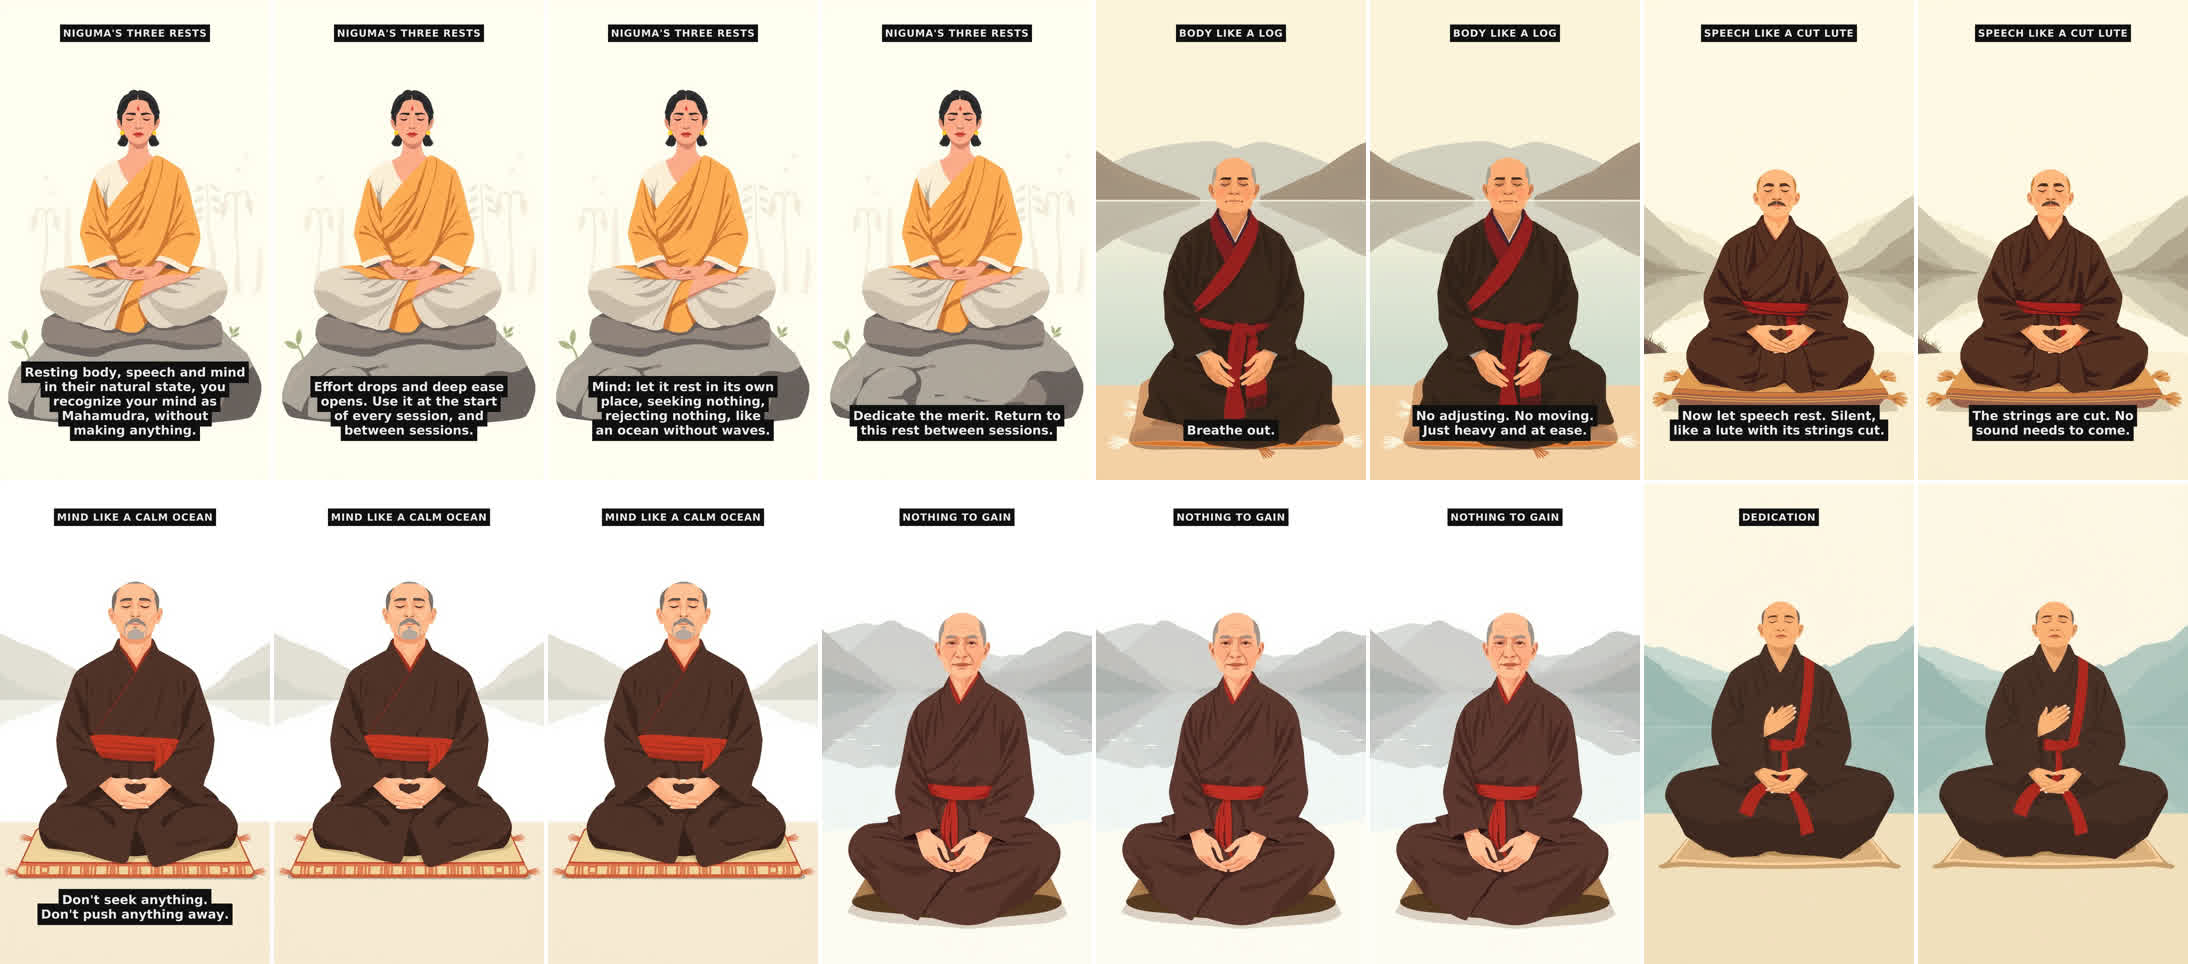 NIGUMA'S THREE RESTS
Resting body, speech and mind
in their natural state, you
recognize your mind as
Mahamudra, without
making anything.
NIGUMA'S THREE RESTS
Effort drops and deep ease
opens. Use it at the start
of every session, and
between sessions.
NIGUMA'S THREE RESTS
Mind: let it rest in its own
place, seeking nothing,
rejecting nothing, like
an ocean without waves.
NIGUMA'S THREE RESTS
Dedicate the merit. Return to
this rest between sessions.
BODY LIKE A LOG
Breathe out.
BODY LIKE A LOG
No adjusting. No moving.
Just heavy and at ease.
SPEECH LIKE A CUT LUTE
Now let speech rest. Silent,
like a lute with its strings cut.
SPEECH LIKE A CUT LUTE
The strings are cut. No
sound needs to come.
MIND LIKE A CALM OCEAN
Don't seek anything.
Don't push anything away.
MIND LIKE A CALM OCEAN
MIND LIKE A CALM OCEAN
NOTHING TO GAIN
NOTHING TO GAIN
NOTHING TO GAIN
DEDICATION